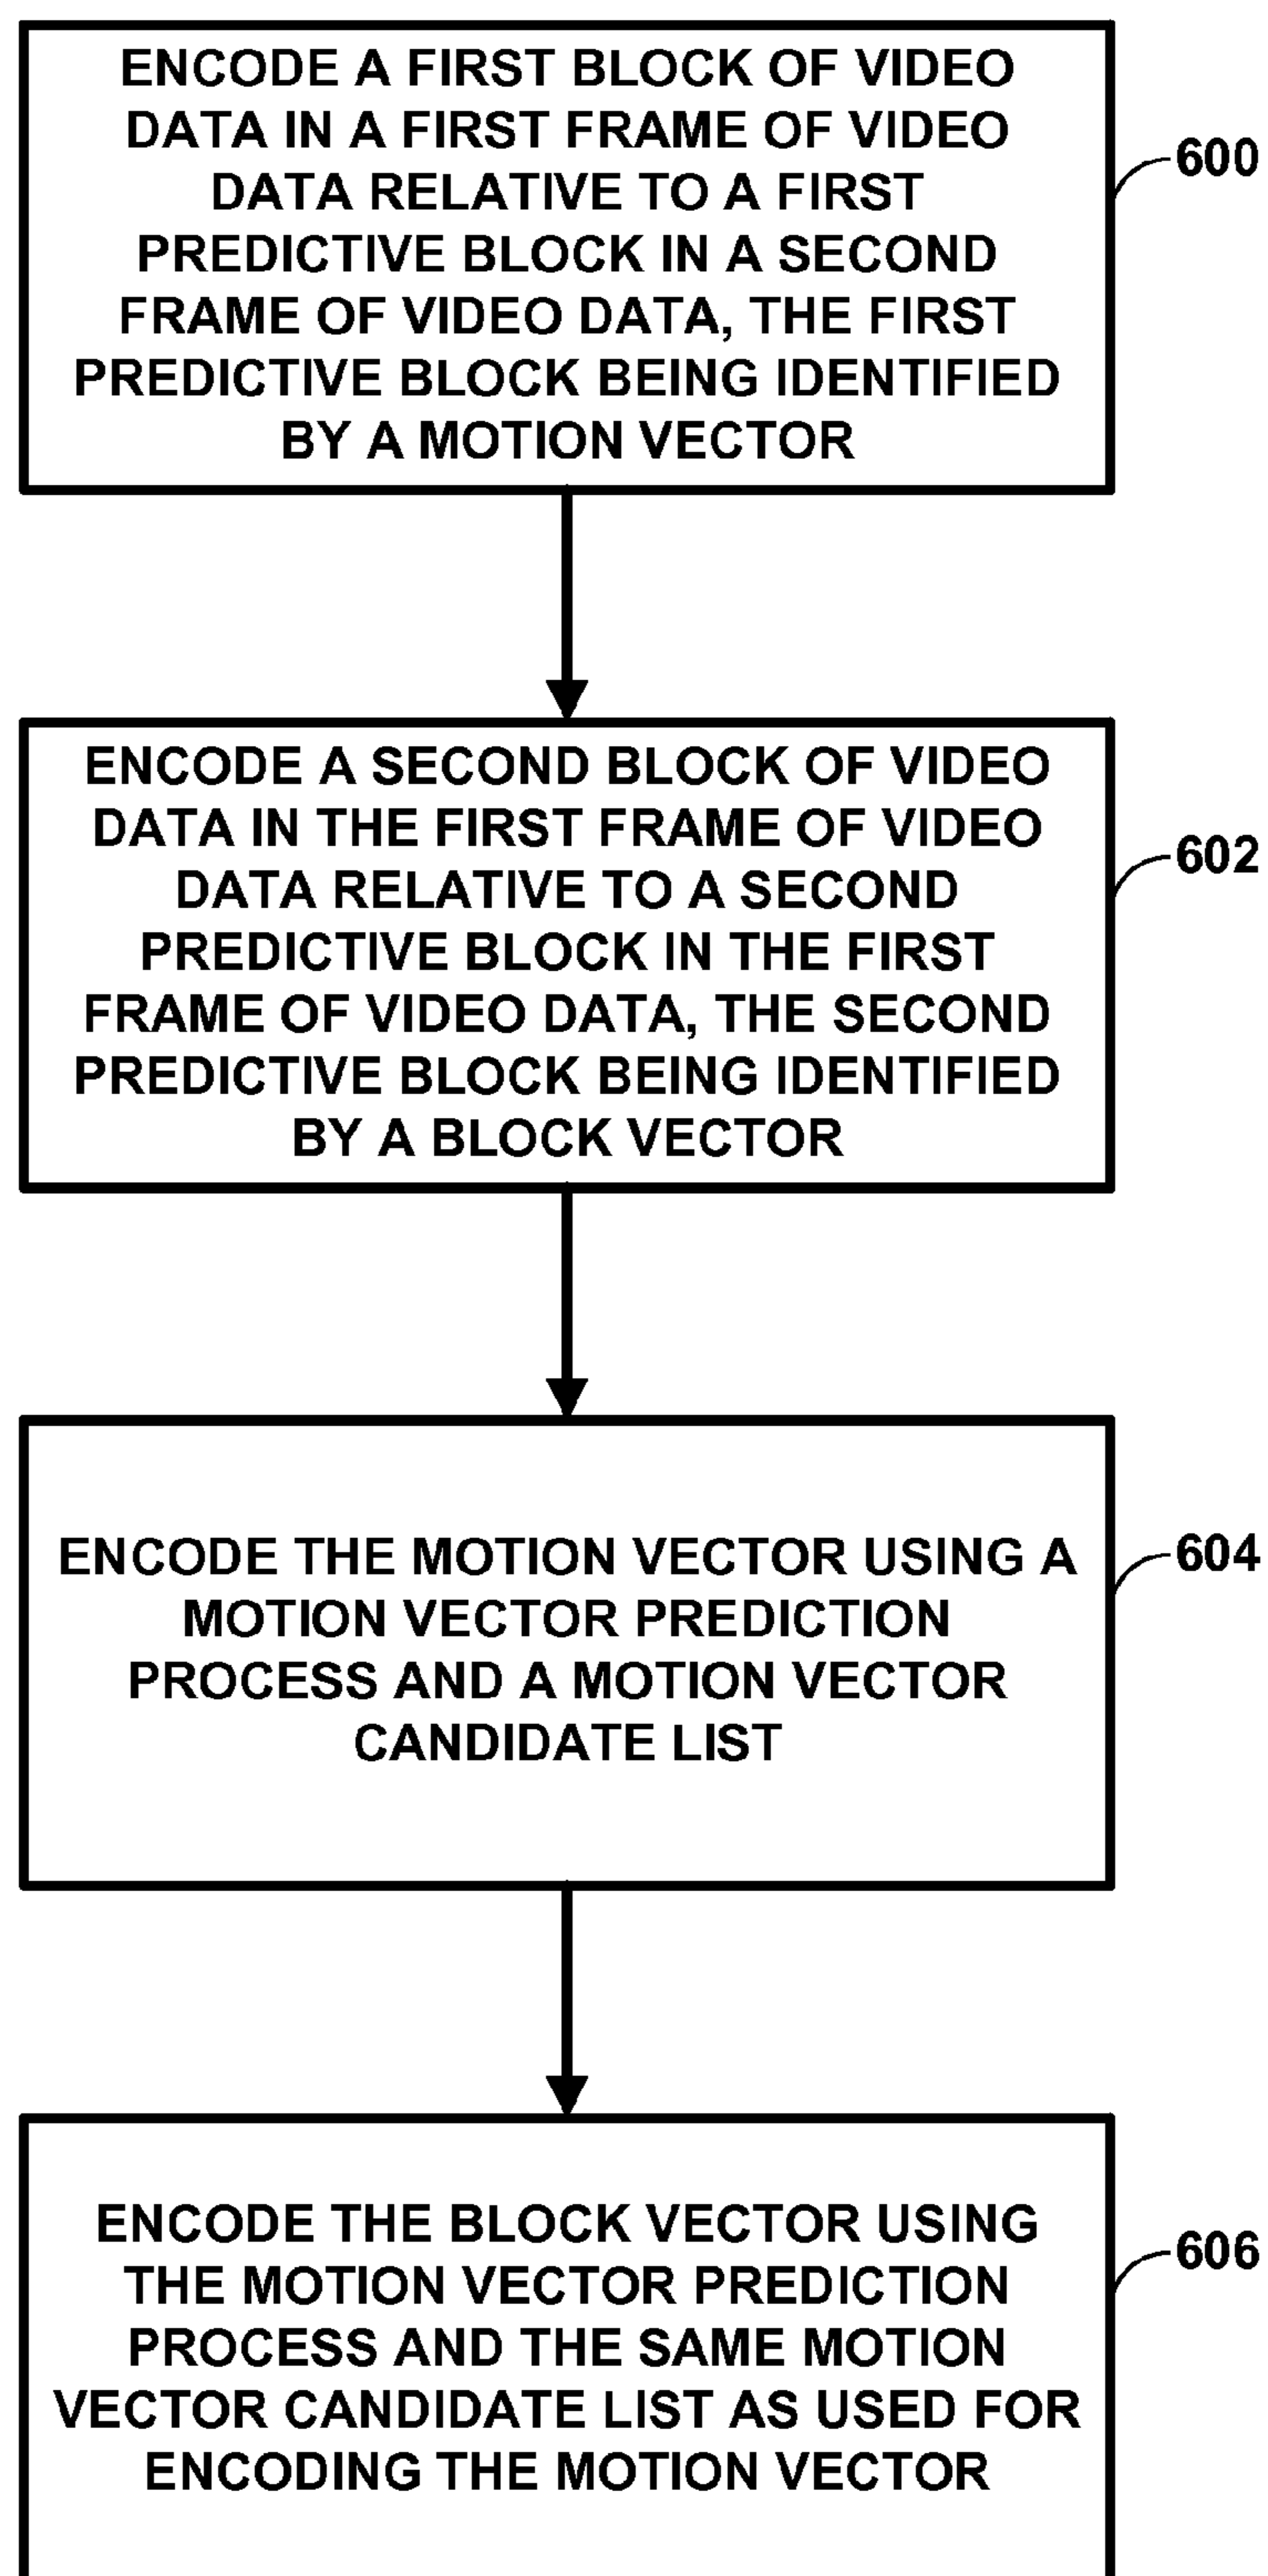 ENCODE A FIRST BLOCK OF VIDEO
DATA IN A FIRST FRAME OF VIDEO
DATA RELATIVE TO A FIRST
PREDICTIVE BLOCK IN A SECOND
FRAME OF VIDEO DATA, THE FIRST
PREDICTIVE BLOCK BEING IDENTIFIED
BY A MOTION VECTOR
600
ENCODE A SECOND BLOCK OF VIDEO
DATA IN THE FIRST FRAME OF VIDEO
DATA RELATIVE TO A SECOND
PREDICTIVE BLOCK IN THE FIRST
FRAME OF VIDEO DATA, THE SECOND
PREDICTIVE BLOCK BEING IDENTIFIED
BY A BLOCK VECTOR
602
ENCODE THE MOTION VECTOR USING A
MOTION VECTOR PREDICTION
PROCESS AND A MOTION VECTOR
CANDIDATE LIST
604
ENCODE THE BLOCK VECTOR USING
THE MOTION VECTOR PREDICTION
PROCESS AND THE SAME MOTION
VECTOR CANDIDATE LIST AS USED FOR
ENCODING THE MOTION VECTOR
606